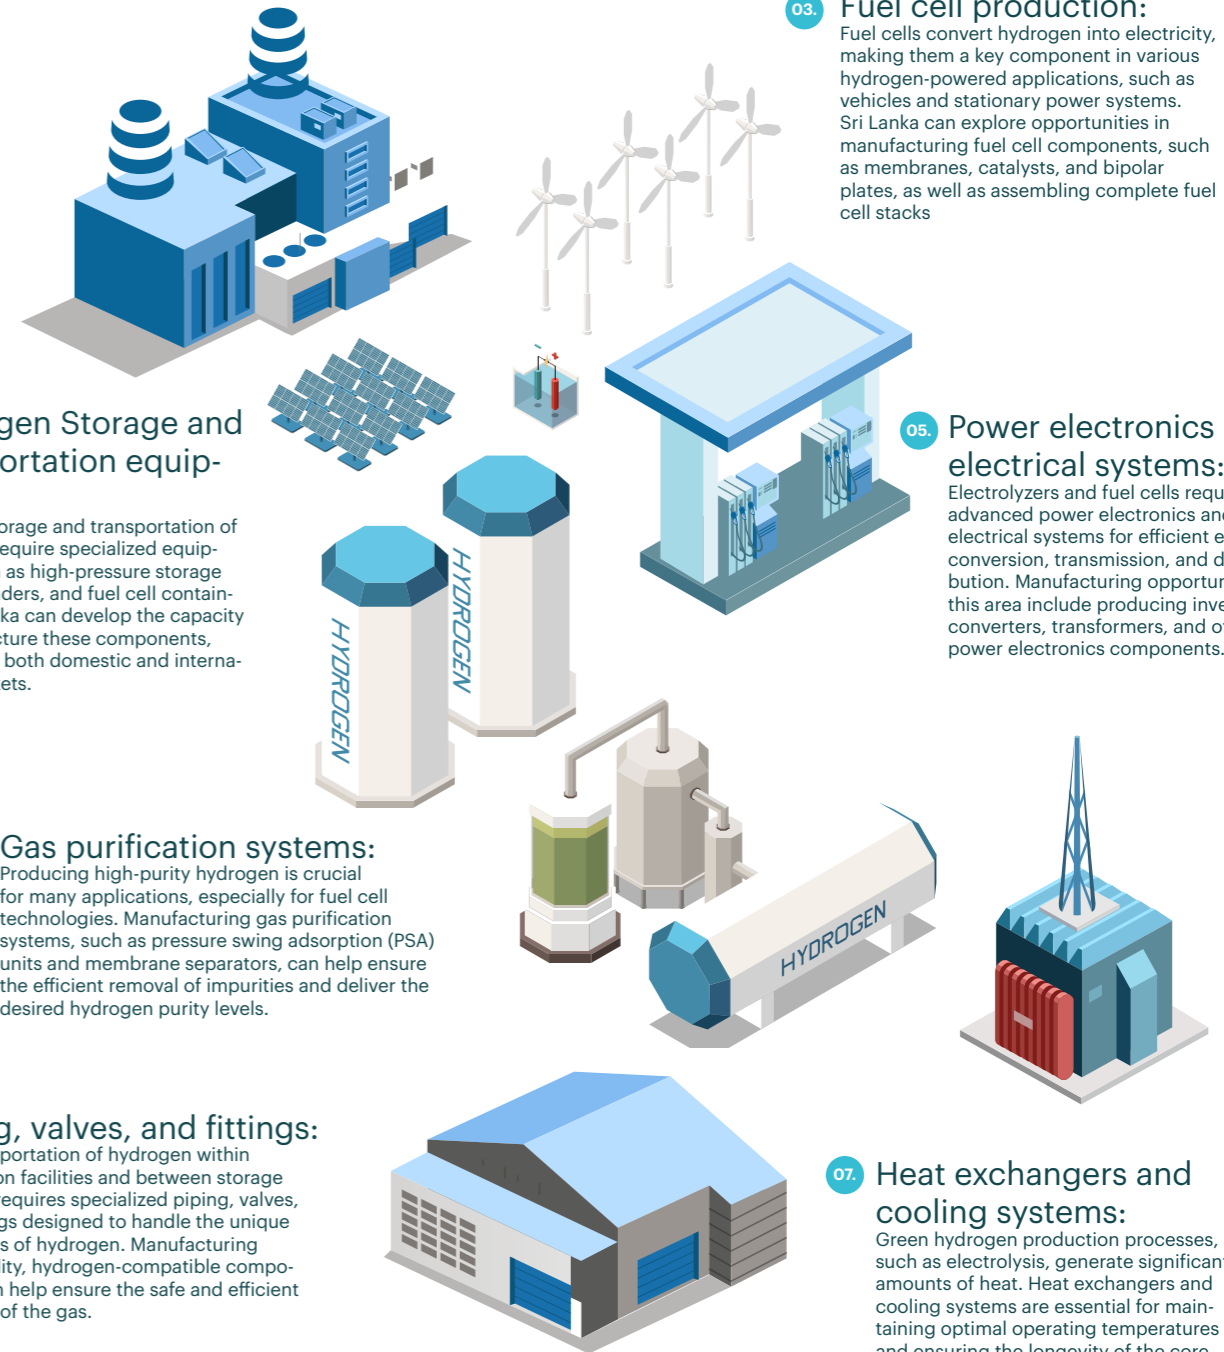 03.
Fuel cell production:
Fuel cells convert hydrogen into electricity,
making them a key component in various
hydrogen-powered applications, such as
vehicles and stationary power systems.
Sri Lanka can explore opportunities in
manufacturing fuel cell components, such
as membranes, catalysts, and bipolar
plates, as well as assembling complete fuel
cell stacks
gen Storage and
ortation equip-
orage and transportation of
equire specialized equip-
as high-pressure storage
ders, and fuel cell contain-
ka can develop the capacity
cture these components,
both domestic and interna-
ets.
05.
Power electronics
electrical systems:
Electrolyzers and fuel cells requ
advanced power electronics and
electrical systems for efficient e
conversion, transmission, and d
bution. Manufacturing opportur
this area include producing inve
converters, transformers, and ot
power electronics components.
HYDROGEN
HYDROGEN
Gas purification systems:
Producing high-purity hydrogen is crucial
for many applications, especially for fuel cell
technologies. Manufacturing gas purification
systems, such as pressure swing adsorption (PSA)
units and membrane separators, can help ensure
the efficient removal of impurities and deliver the
desired hydrogen purity levels.
HYDROGEN
g, valves, and fittings:
portation of hydrogen within
on facilities and between storage
requires specialized piping, valves,
gs designed to handle the unique
s of hydrogen. Manufacturing
lity, hydrogen-compatible compo-
n help ensure the safe and efficient
of the gas.
07.
Heat exchangers and
cooling systems:
Green hydrogen production processes,
such as electrolysis, generate significant
amounts of heat. Heat exchangers and
cooling systems are essential for main-
taining optimal operating temperatures
and ensuring the longevity of the core